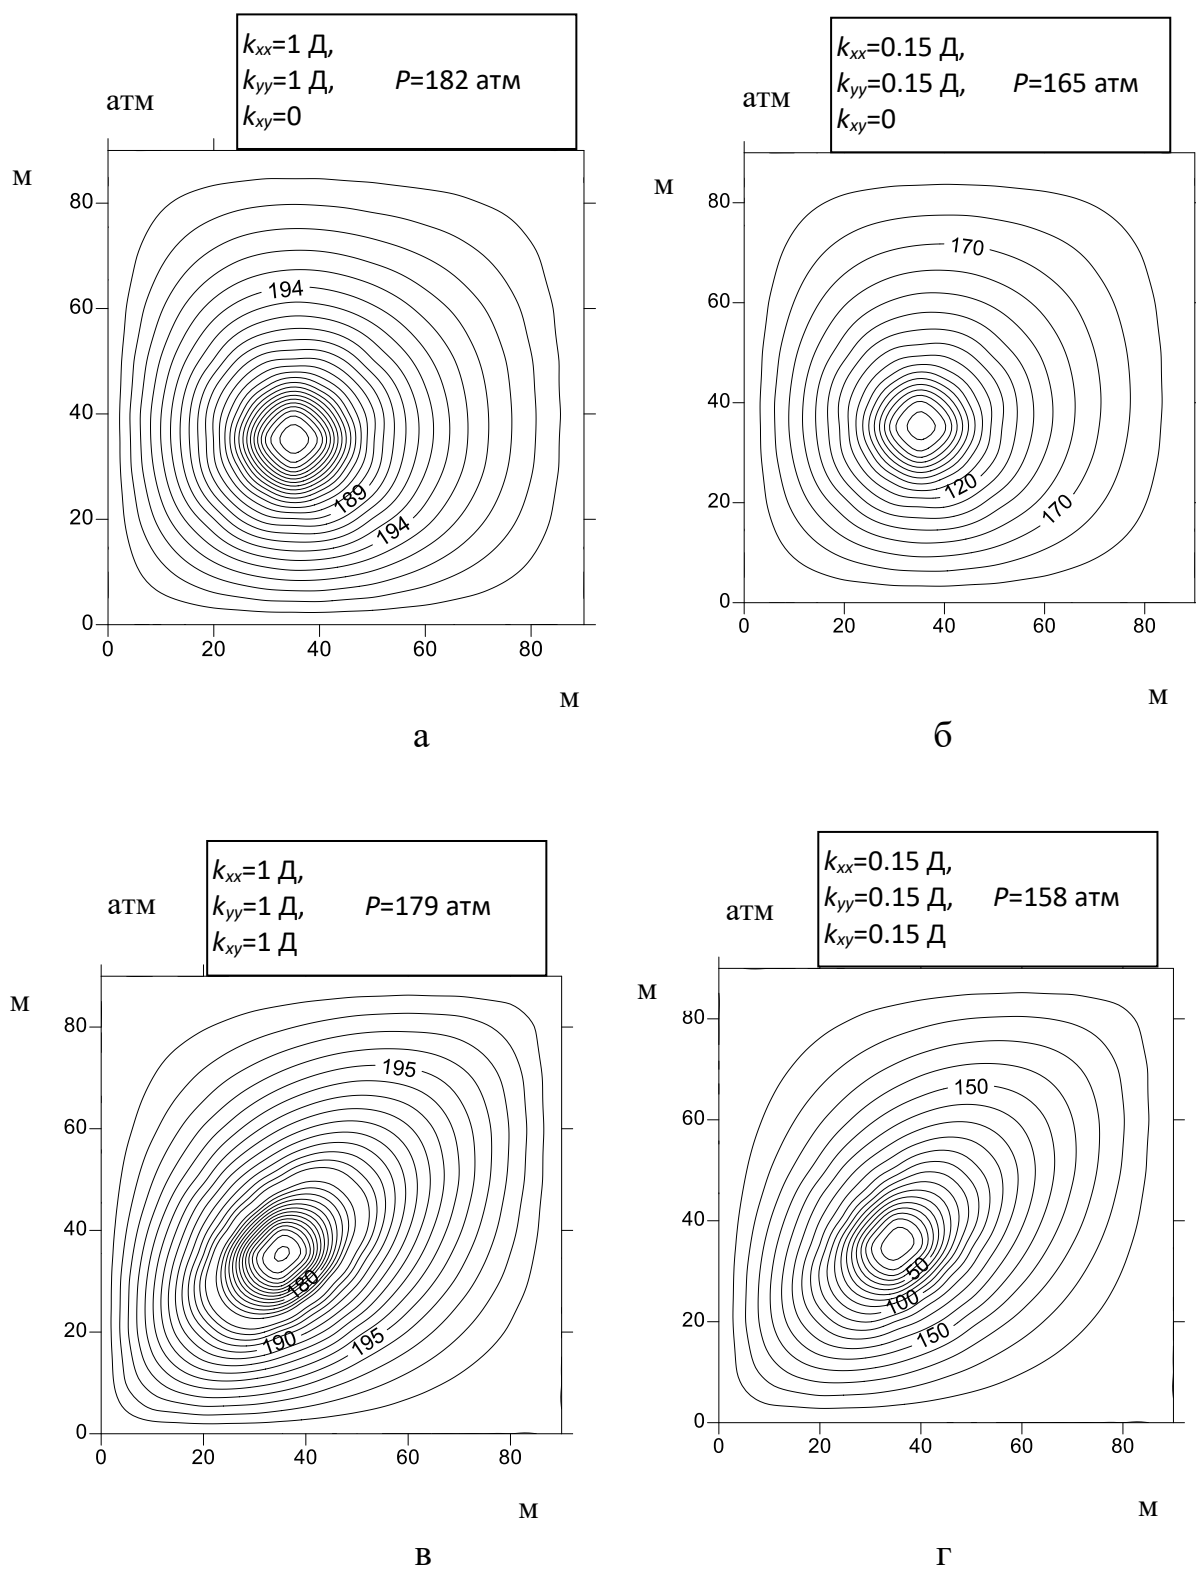 kxx=1 Д,
kyy=1 Д, P=182 атм
kxy=0
атм
м
80
60
40
20
0
0 20 40 60 80
194
189
194
м
а
kxx=0.15 Д,
kyy=0.15 Д, P=165 атм
kxy=0
атм
м
80
60
40
20
0
0 20 40 60 80
170
120
170
м
б
kxx=1 Д,
kyy=1 Д, P=179 атм
kxy=1 Д
атм
м
80
60
40
20
0
0 20 40 60 80
195
180
190
195
м
в
kxx=0.15 Д,
kyy=0.15 Д, P=158 атм
kxy=0.15 Д
атм
м
80
60
40
20
0
0 20 40 60 80
150
50
100
150
м
г